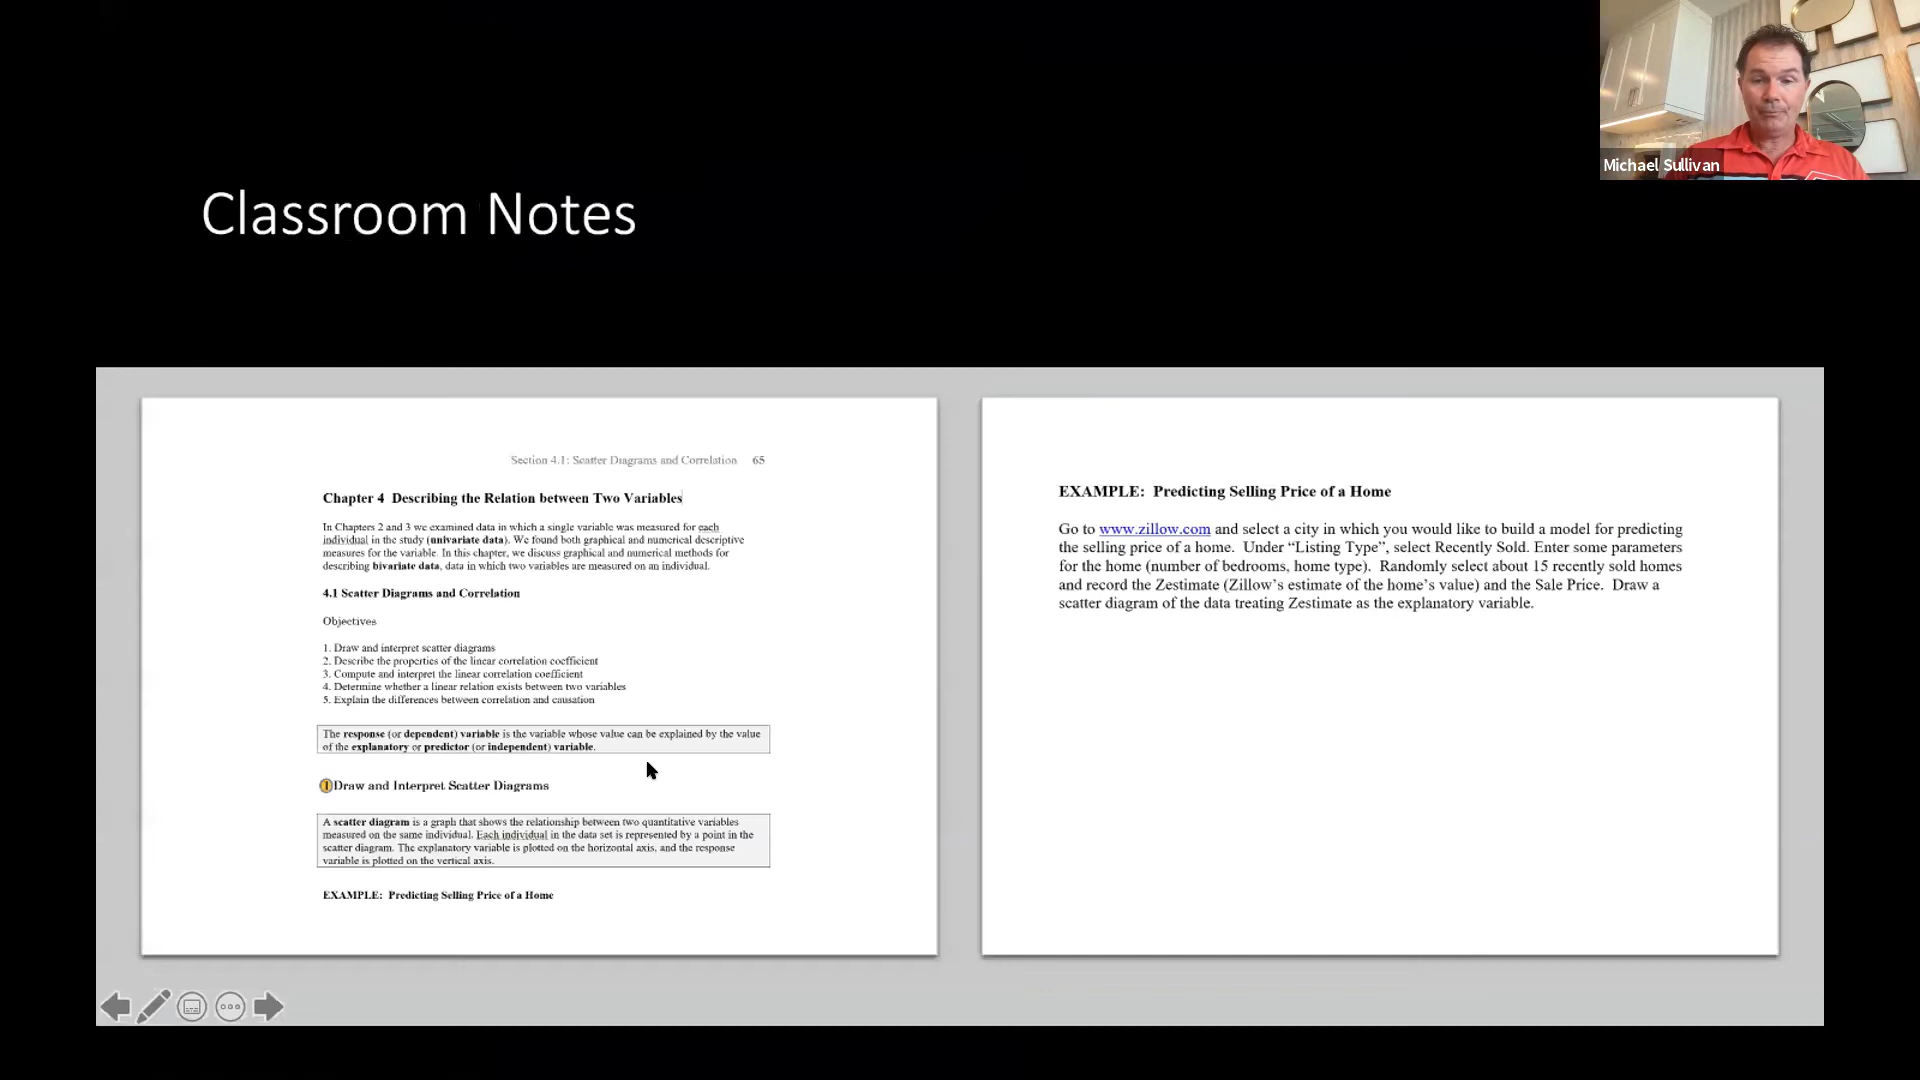 Michael Sullivan
Classroom Notes
Section 4.1: Scatter Diagrams and Correlation 65
Chapter 4 Describing the Relation between Two Variables
In Chapters 2 and 3 we examined data in which a single variable was measured for each
individual in the study (univariate data). We found both graphical and numerical descriptive
measures for the variable. In this chapter, we discuss graphical and numerical methods for
describing bivariate data, data in which two variables are measured on an individual.
4.1 Scatter Diagrams and Correlation
Objectives
1. Draw and interpret scatter diagrams
2. Describe the properties of the linear correlation coefficient
3. Compute and interpret the linear correlation coefficient
4. Determine whether a linear relation exists between two variables
5. Explain the differences between correlation and causation
The response (or dependent) variable is the variable whose value can be explained by the value
of the explanatory or predictor (or independent) variable.
1 Draw and Interpret Scatter Diagrams
A scatter diagram is a graph that shows the relationship between two quantitative variables
measured on the same individual. Each individual in the data set is represented by a point in the
scatter diagram. The explanatory variable is plotted on the horizontal axis, and the response
variable is plotted on the vertical axis.
EXAMPLE: Predicting Selling Price of a Home
EXAMPLE: Predicting Selling Price of a Home
Go to www.zillow.com and select a city in which you would like to build a model for predicting
the selling price of a home. Under “Listing Type”, select Recently Sold. Enter some parameters
for the home (number of bedrooms, home type). Randomly select about 15 recently sold homes
and record the Zestimate (Zillow’s estimate of the home’s value) and the Sale Price. Draw a
scatter diagram of the data treating Zestimate as the explanatory variable.